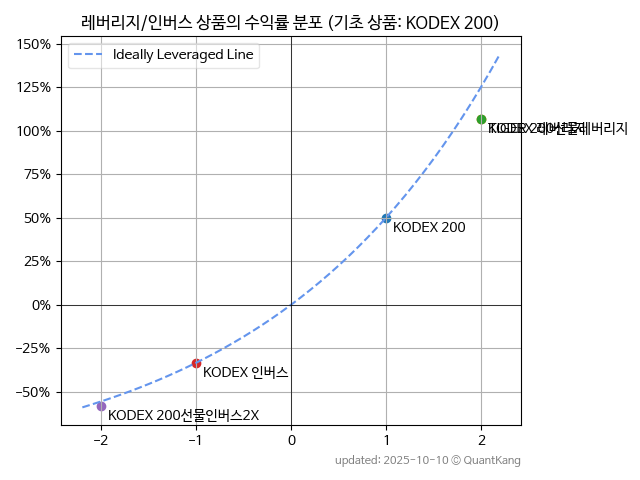 레버리지/인버스 상품의 수익률 분포 (기초 상품: KODEX 200)
150%
Ideally Leveraged Line
125%
100%
75%
50%
KODEX 200
25%
0%
−25%
KODEX 인버스
−50%
KODEX 200선물인버스2X
−2
−1
0
1
2
updated: 2025-10-10 © QuantKang